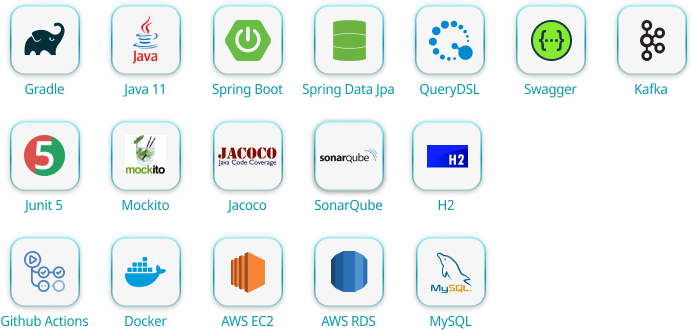 Java
Gradle
Java 11
Spring Boot
Spring Data Jpa
QueryDSL
Swagger
Kafka
5
mockito
JACOCO
Java Code Coverage
sonarqube
H2
Junit 5
Mockito
Jacoco
SonarQube
H2
MySQL
Github Actions
Docker
AWS EC2
AWS RDS
MySQL